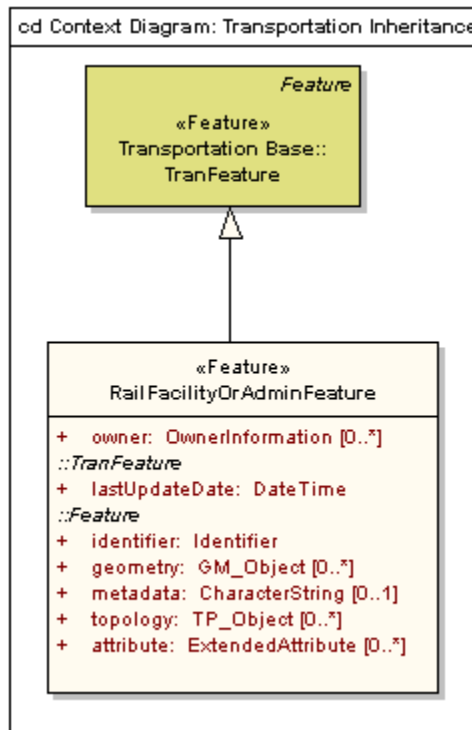 cd Context Diagram: Transportation Inheritance
Feature
«Feature»
Transportation Base::
TranFeature
«Feature»
RailFacilityOrAdminFeature
+ owner: OwnerInformation [0..*]
::TranFeature
+ lastUpdateDate: DateTime
::Feature
+ identifier: Identifier
+ geometry: GM_Object [0..*]
+ metadata: CharacterString [0..1]
+ topology: TP_Object [0..*]
+ attribute: ExtendedAttribute [0..*]